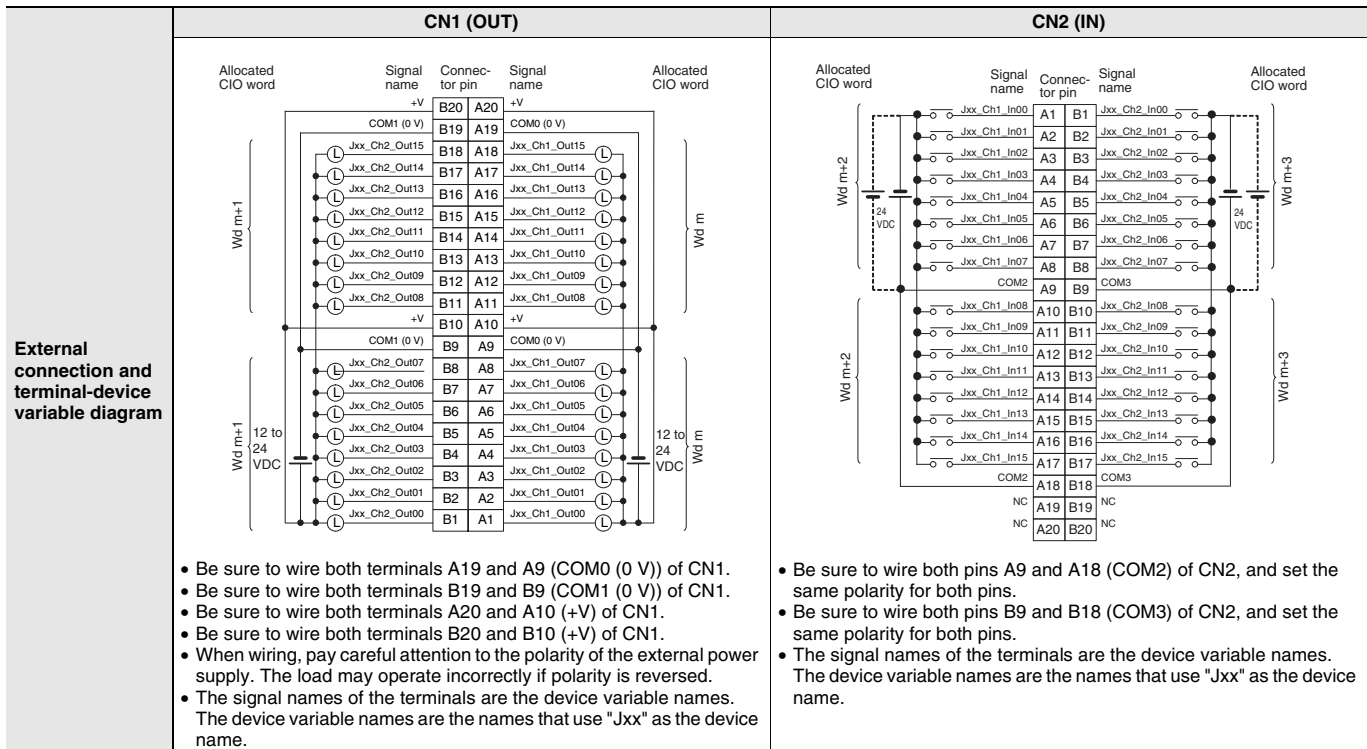 CN1 (OUT) CN2 (IN)
External
connection and
terminal-device
variable diagram
Allocated
CIO word
Signal
name
Connec-
tor pin
Signal
name
Allocated
CIO word
+V B20 A20 +V
COM1 (0 V) B19 A19 COM0 (0 V)
L Jxx_Ch2_Out15 B18 A18 Jxx_Ch1_Out15 L
L Jxx_Ch2_Out14 B17 A17 Jxx_Ch1_Out14 L
L Jxx_Ch2_Out13 B16 A16 Jxx_Ch1_Out13 L
L Jxx_Ch2_Out12 B15 A15 Jxx_Ch1_Out12 L
L Jxx_Ch2_Out11 B14 A14 Jxx_Ch1_Out11 L
L Jxx_Ch2_Out10 B13 A13 Jxx_Ch1_Out10 L
L Jxx_Ch2_Out09 B12 A12 Jxx_Ch1_Out09 L
L Jxx_Ch2_Out08 B11 A11 Jxx_Ch1_Out08 L
Wd m+1
Wd m
+V B10 A10 +V
COM1 (0 V) B9 A9 COM0 (0 V)
L Jxx_Ch2_Out07 B8 A8 Jxx_Ch1_Out07 L
L Jxx_Ch2_Out06 B7 A7 Jxx_Ch1_Out06 L
L Jxx_Ch2_Out05 B6 A6 Jxx_Ch1_Out05 L
L Jxx_Ch2_Out04 B5 A5 Jxx_Ch1_Out04 L
L Jxx_Ch2_Out03 B4 A4 Jxx_Ch1_Out03 L
L Jxx_Ch2_Out02 B3 A3 Jxx_Ch1_Out02 L
L Jxx_Ch2_Out01 B2 A2 Jxx_Ch1_Out01 L
L Jxx_Ch2_Out00 B1 A1 Jxx_Ch1_Out00 L
Wd m+1
12 to
24
VDC
12 to
24
VDC
Wd m
• Be sure to wire both terminals A19 and A9 (COM0 (0 V)) of CN1.
• Be sure to wire both terminals B19 and B9 (COM1 (0 V)) of CN1.
• Be sure to wire both terminals A20 and A10 (+V) of CN1.
• Be sure to wire both terminals B20 and B10 (+V) of CN1.
• When wiring, pay careful attention to the polarity of the external power
supply. The load may operate incorrectly if polarity is reversed.
• The signal names of the terminals are the device variable names.
The device variable names are the names that use "Jxx" as the device
name.
Allocated
CIO word
Signal
name
Connec-
tor pin
Signal
name
Allocated
CIO word
Jxx_Ch1_In00 A1 B1 Jxx_Ch2_In00
Jxx_Ch1_In01 A2 B2 Jxx_Ch2_In01
Jxx_Ch1_In02 A3 B3 Jxx_Ch2_In02
Jxx_Ch1_In03 A4 B4 Jxx_Ch2_In03
Jxx_Ch1_In04 A5 B5 Jxx_Ch2_In04
Jxx_Ch1_In05 A6 B6 Jxx_Ch2_In05
Jxx_Ch1_In06 A7 B7 Jxx_Ch2_In06
Jxx_Ch1_In07 A8 B8 Jxx_Ch2_In07
Wd m+2
24
VDC
24
VDC
Wd m+3
COM2 A9 B9 COM3
Jxx_Ch1_In08 A10 B10 Jxx_Ch2_In08
Jxx_Ch1_In09 A11 B11 Jxx_Ch2_In09
Jxx_Ch1_In10 A12 B12 Jxx_Ch2_In10
Jxx_Ch1_In11 A13 B13 Jxx_Ch2_In11
Jxx_Ch1_In12 A14 B14 Jxx_Ch2_In12
Jxx_Ch1_In13 A15 B15 Jxx_Ch2_In13
Jxx_Ch1_In14 A16 B16 Jxx_Ch2_In14
Jxx_Ch1_In15 A17 B17 Jxx_Ch2_In15
Wd m+2
Wd m+3
COM2 A18 B18 COM3
NC A19 B19 NC
NC A20 B20 NC
• Be sure to wire both pins A9 and A18 (COM2) of CN2, and set the
same polarity for both pins.
• Be sure to wire both pins B9 and B18 (COM3) of CN2, and set the
same polarity for both pins.
• The signal names of the terminals are the device variable names.
The device variable names are the names that use "Jxx" as the device
name.